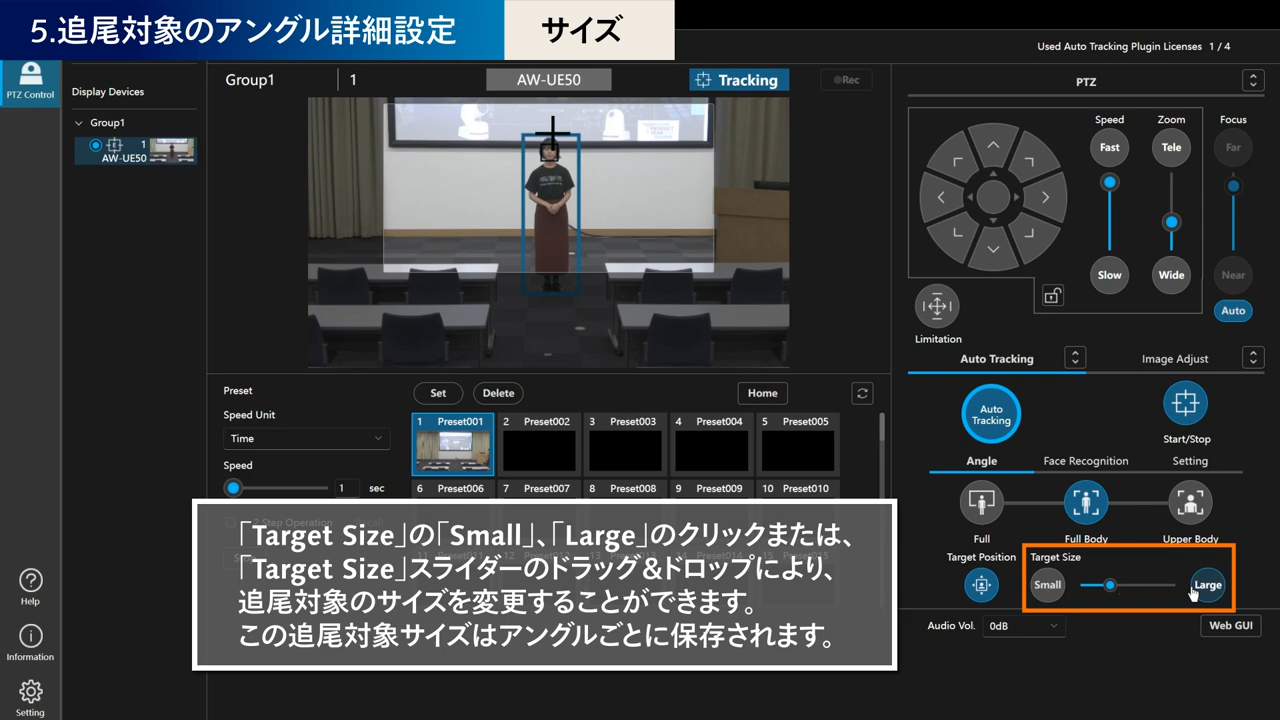 5.追尾対象のアングル詳細設定
サイズ
Used Auto Tracking Plugin Licenses 1 / 4
PTZ Control
Display Devices
Group1
1
AW-UE50
Group1
1
AW-UE50
Tracking
Rec
PTZ
Speed
Zoom
Focus
Fast
Tele
Far
Slow
Wide
Near
Auto
Limitation
Auto Tracking
Image Adjust
Auto
Tracking
Start/Stop
Angle
Face Recognition
Setting
Full
Full Body
Upper Body
Target Position
Target Size
Small
Large
Audio Vol.
0dB
Web GUI
Preset
Set
Delete
Home
Speed Unit
Time
Speed
1
sec
1 Preset001
2 Preset002
3 Preset003
4 Preset004
5 Preset005
6 Preset006
7 Preset007
8 Preset008
9 Preset009
10 Preset010
「Target Size」の「Small」、「Large」のクリックまたは、
「Target Size」スライダーのドラッグ&ドロップにより、
追尾対象のサイズを変更することができます。
この追尾対象サイズはアングルごとに保存されます。
Help
Information
Setting